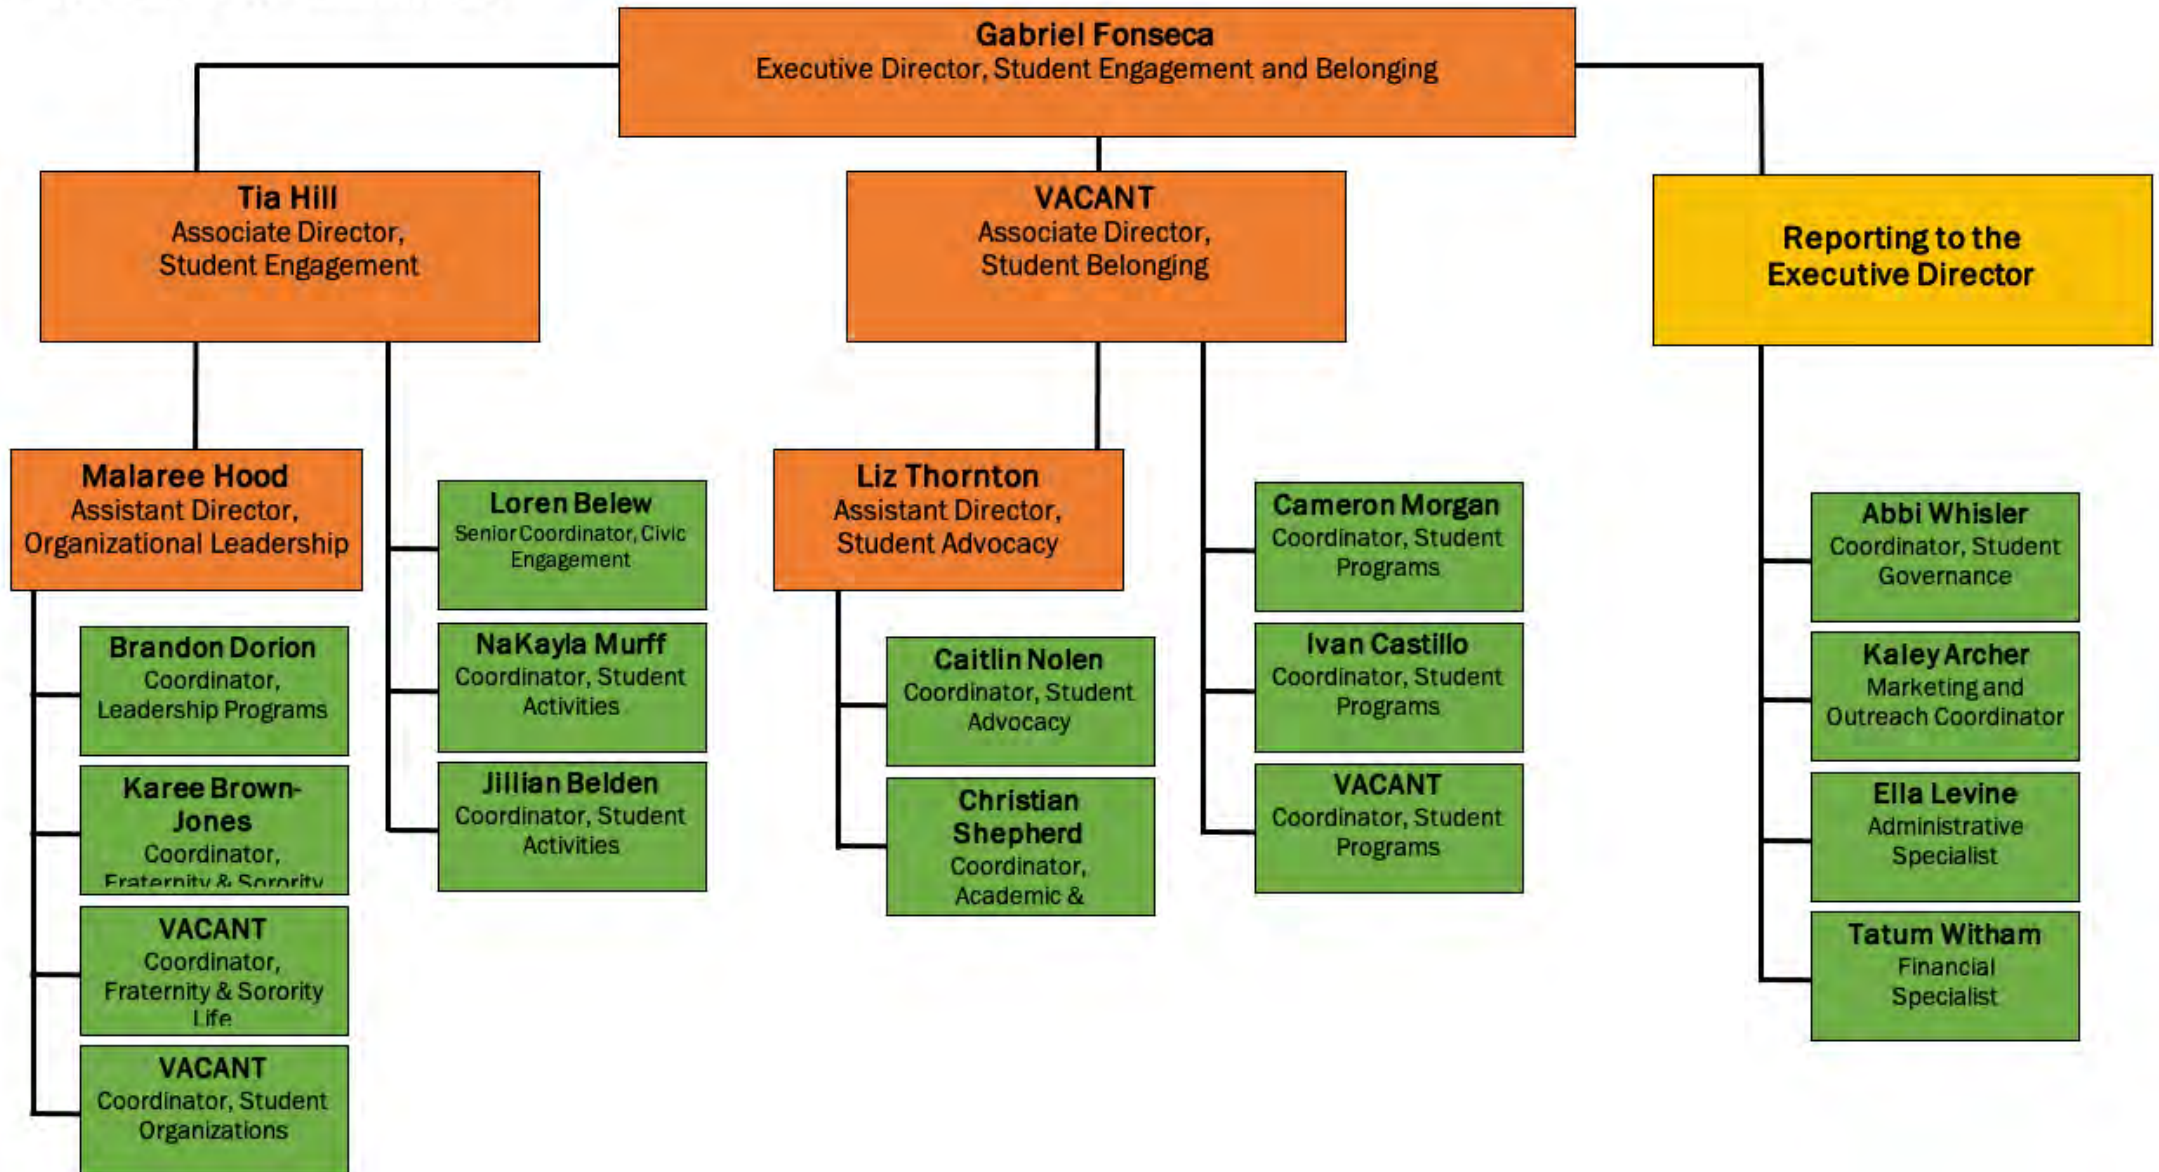 Gabriel Fonseca
Executive Director, Student Engagement and Belonging
Tia Hill
Associate Director,
Student Engagement
VACANT
Associate Director,
Student Belonging
Reporting to the
Executive Director
Malaree Hood
Assistant Director,
Organizational Leadership
Brandon Dorion
Coordinator,
Leadership Programs
Karee Brown-
Jones
Coordinator,
Fraternity & Sorority
VACANT
Coordinator,
Fraternity & Sorority
Life
VACANT
Coordinator, Student
Organizations
Loren Belew
Senior Coordinator, Civic
Engagement
NaKayla Murff
Coordinator, Student
Activities
Jillian Belden
Coordinator, Student
Activities
Liz Thornton
Assistant Director,
Student Advocacy
Caitlin Nolen
Coordinator, Student
Advocacy
Christian
Shepherd
Coordinator,
Academic &
Cameron Morgan
Coordinator, Student
Programs
Ivan Castillo
Coordinator, Student
Programs
VACANT
Coordinator, Student
Programs
Abbi Whisler
Coordinator, Student
Governance
Kaley Archer
Marketing and
Outreach Coordinator
Ella Levine
Administrative
Specialist
Tatum Witham
Financial
Specialist